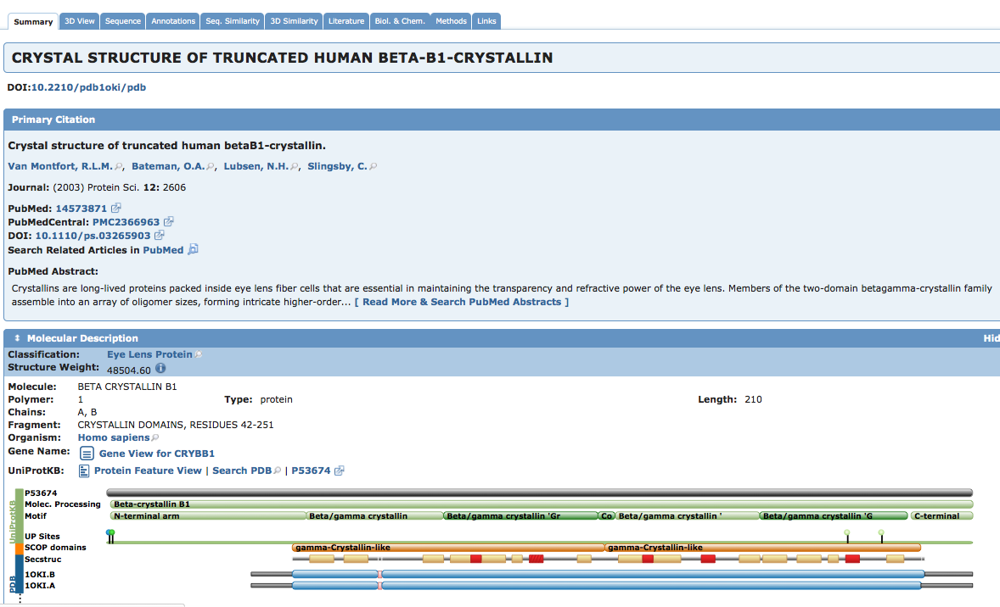 Summary 3D View Sequence Annotations Seq. Similarity 3D Similarity Literature Biol. & Chem. Methods Links
CRYSTAL STRUCTURE OF TRUNCATED HUMAN BETA-B1-CRYSTALLIN
DOI:10.2210/pdb1oki/pdb
Primary Citation
Crystal structure of truncated human betaB1-crystallin.
Van Montfort, R.L.M. , Bateman, O.A. , Lubsen, N.H. , Slingsby, C.
Journal: (2003) Protein Sci. 12: 2606
PubMed: 14573871
PubMedCentral: PMC2366963
DOI: 10.1110/ps.03265903
Search Related Articles in PubMed
PubMed Abstract:
Crystallins are long-lived proteins packed inside eye lens fiber cells that are essential in maintaining the transparency and refractive power of the eye lens. Members of the two-domain betagamma-crystallin family
assemble into an array of oligomer sizes, forming intricate higher-order... [ Read More & Search PubMed Abstracts ]
Molecular Description Hid
Classification: Eye Lens Protein
Structure Weight: 48504.60
Molecule: BETA CRYSTALLIN B1
Polymer: 1 Type: protein Length: 210
Chains: A, B
Fragment: CRYSTALLIN DOMAINS, RESIDUES 42-251
Organism: Homo sapiens
Gene Name: Gene View for CRYBB1
UniProtKB: Protein Feature View | Search PDB | P53674
UniProtKB
P53674
Molec. Processing Beta-crystallin B1
Motif N-terminal arm Beta/gamma crystallin Beta/gamma crystallin 'Gr Co Beta/gamma crystallin ' Beta/gamma crystallin 'G C-terminal
UP Sites
SCOP domains gamma-Crystallin-like gamma-Crystallin-like
Secstruc
PDB
1OKI.B
1OKI.A